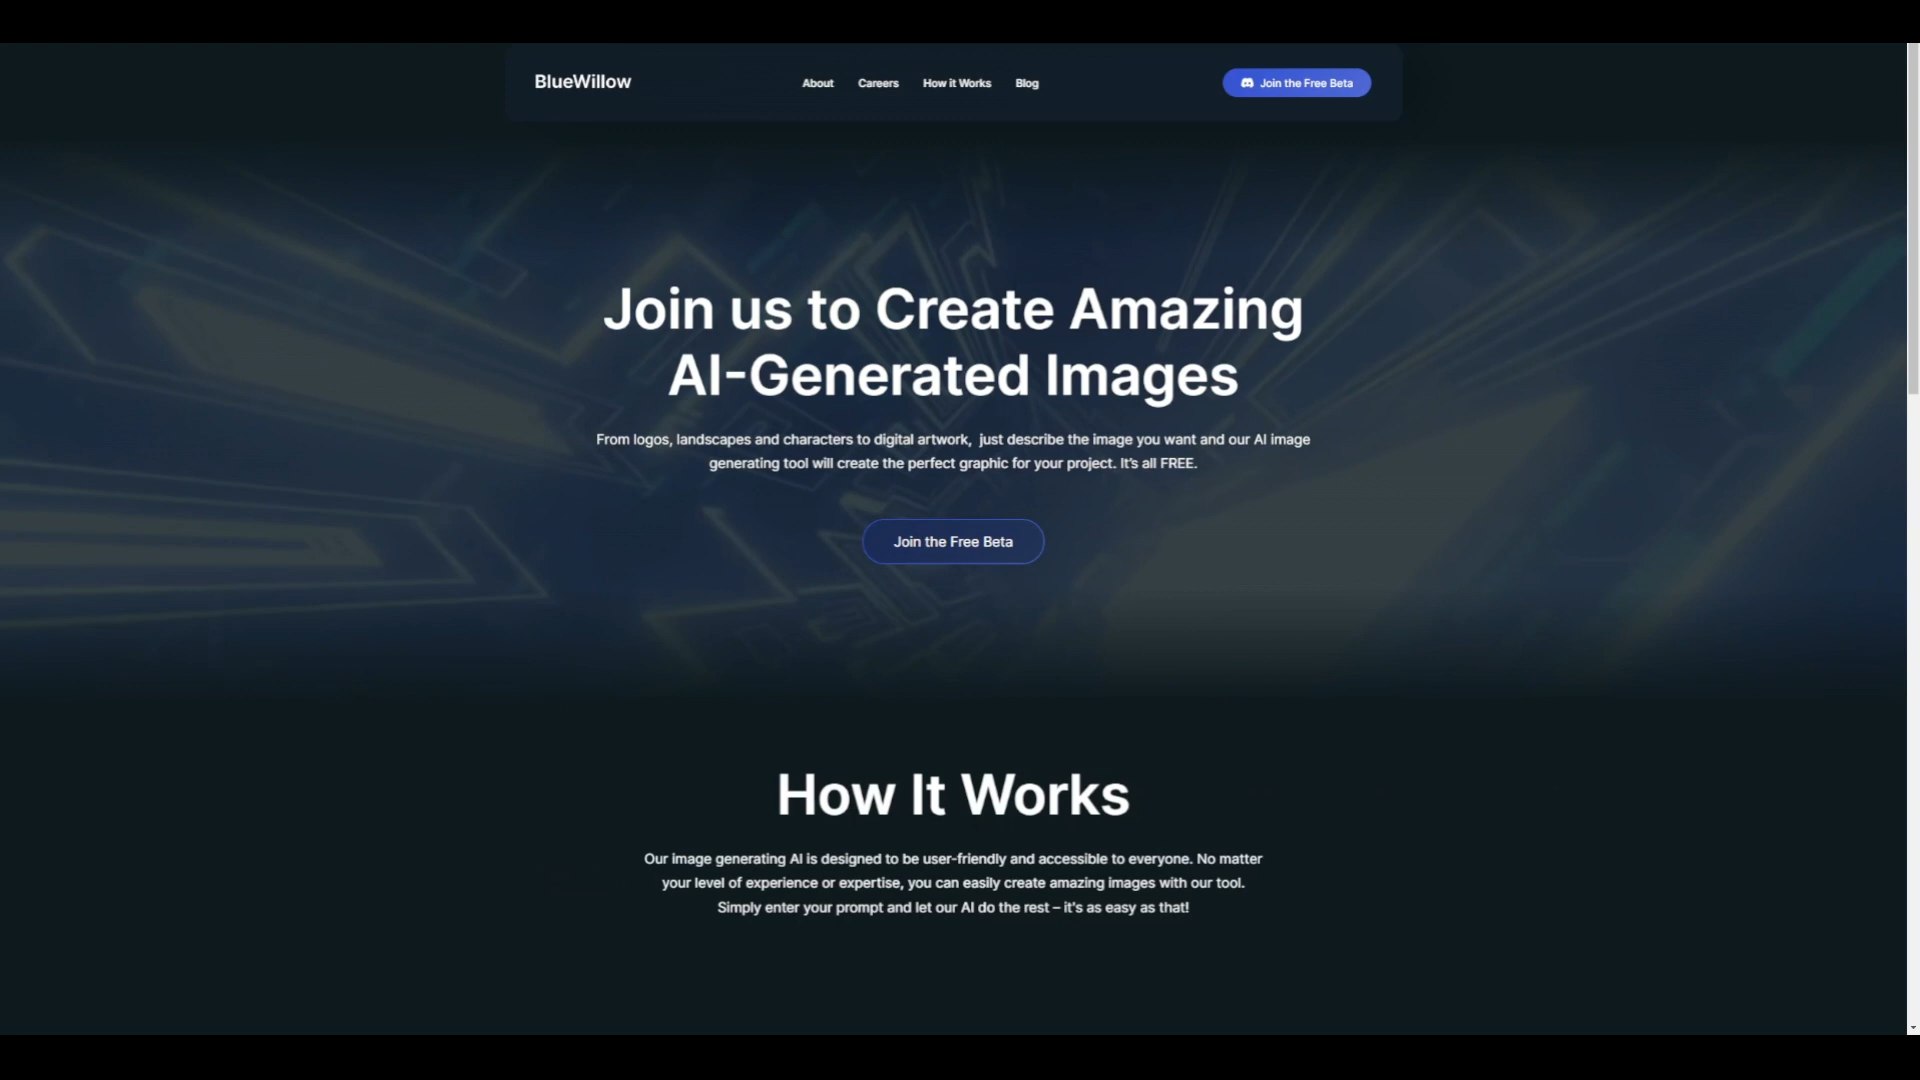 BlueWillow
About
Careers
How it Works
Blog
Join the Free Beta
Join us to Create Amazing
AI-Generated Images
From logos, landscapes and characters to digital artwork,  just describe the image you want and our AI image
generating tool will create the perfect graphic for your project. It’s all FREE.
Join the Free Beta
How It Works
Our image generating AI is designed to be user-friendly and accessible to everyone. No matter
your level of experience or expertise, you can easily create amazing images with our tool.
Simply enter your prompt and let our AI do the rest – it's as easy as that!